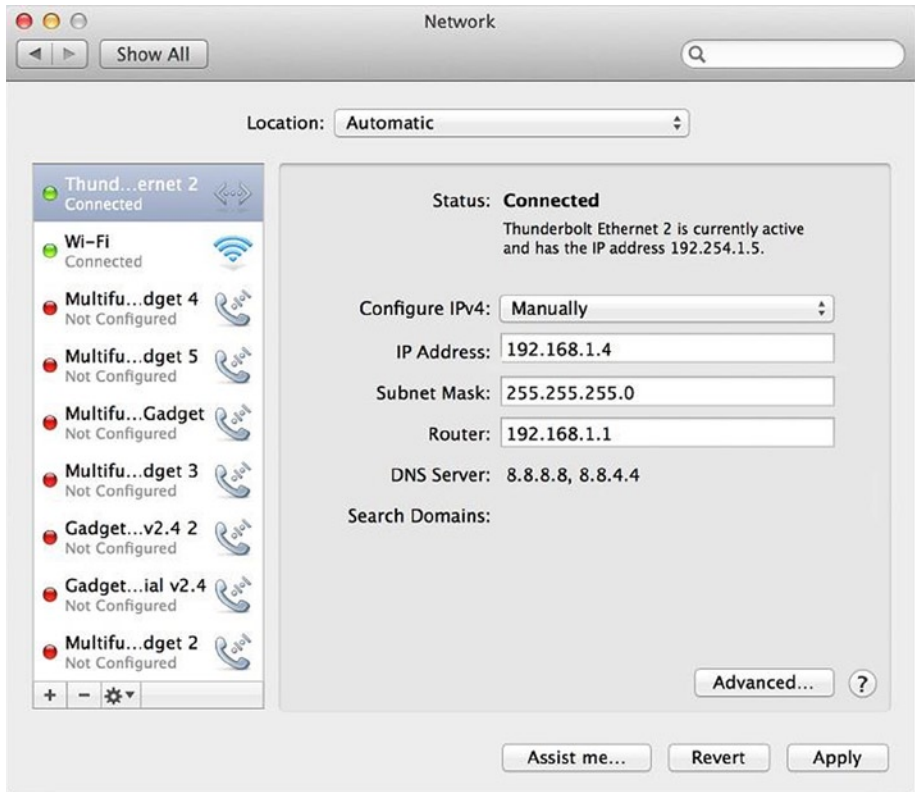 Network
Show All
Location: Automatic
Thund...ernet 2
Connected
Wi-Fi
Connected
Multifu...dget 4
Not Configured
Multifu...dget 5
Not Configured
Multifu...Gadget
Not Configured
Multifu...dget 3
Not Configured
Gadget...v2.4 2
Not Configured
Gadget...ial v2.4
Not Configured
Multifu...dget 2
Not Configured
Status: Connected
Thunderbolt Ethernet 2 is currently active
and has the IP address 192.254.1.5.
Configure IPv4: Manually
IP Address: 192.168.1.4
Subnet Mask: 255.255.255.0
Router: 192.168.1.1
DNS Server: 8.8.8.8, 8.8.4.4
Search Domains:
Advanced... ?
Assist me... Revert Apply